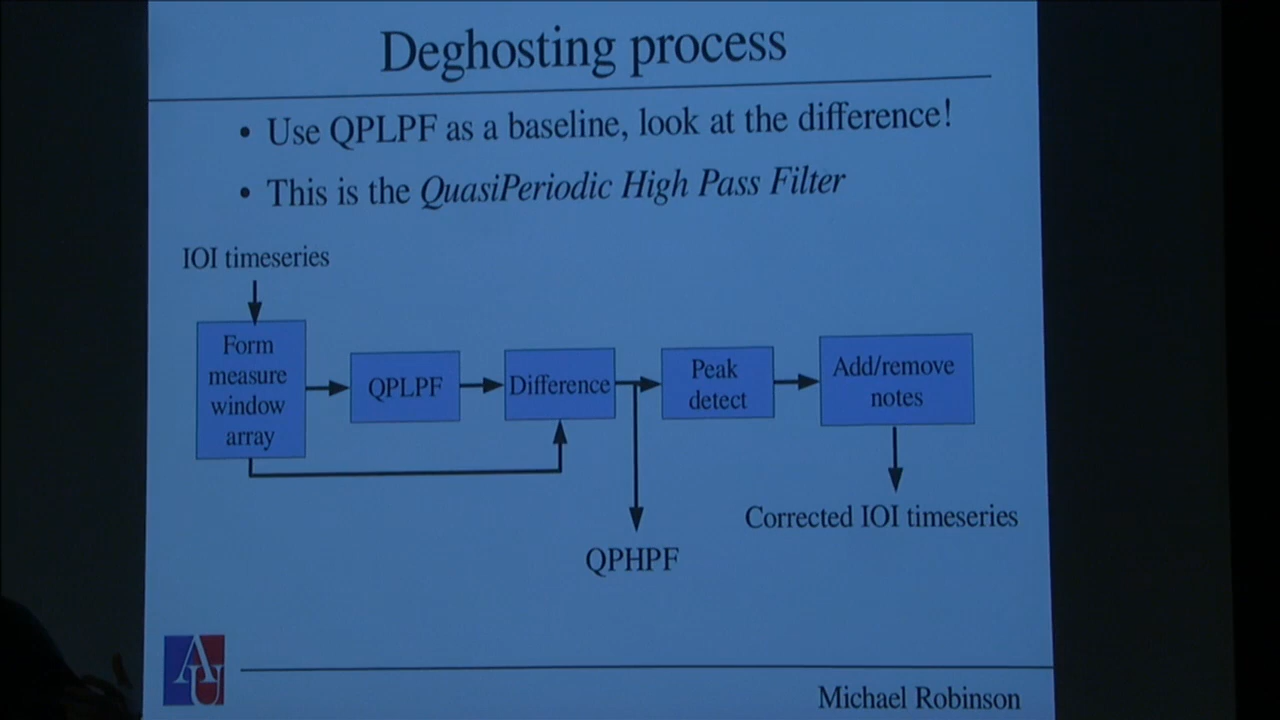 Deghosting process
• Use QPLPF as a baseline, look at the difference!
• This is the QuasiPeriodic High Pass Filter
IOI timeseries
Form
measure
window
array
QPLPF
Difference
Peak
detect
Add/remove
notes
Corrected IOI timeseries
QPHPF
AU
Michael Robinson